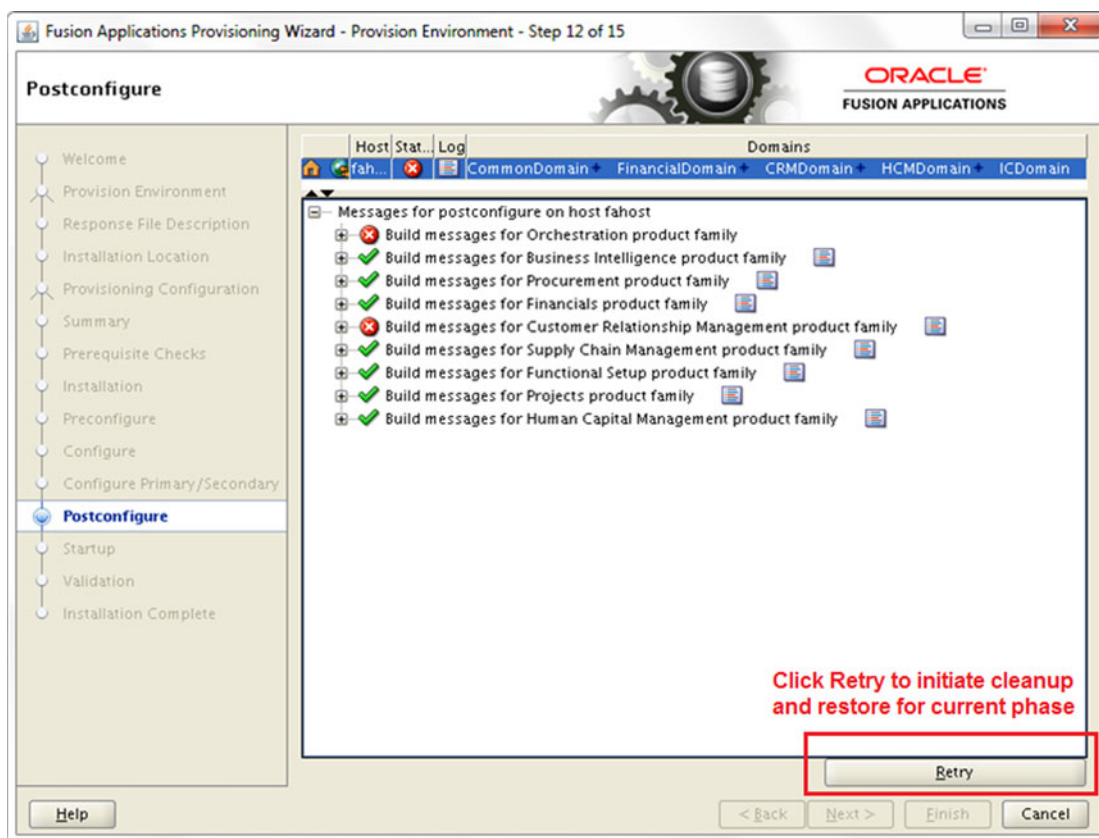 Fusion Applications Provisioning Wizard - Provision Environment - Step 12 of 15
Postconfigure
ORACLE
FUSION APPLICATIONS
Welcome
Provision Environment
Response File Description
Installation Location
Provisioning Configuration
Summary
Prerequisite Checks
Installation
Preconfigure
Configure
Configure Primary/Secondary
Postconfigure
Startup
Validation
Installation Complete
Host Stat... Log Domains
fah... CommonDomain+ FinancialDomain+ CRMDomain+ HCMDomain+ ICDomain
Messages for postconfigure on host fahost
Build messages for Orchestration product family
Build messages for Business Intelligence product family
Build messages for Procurement product family
Build messages for Financials product family
Build messages for Customer Relationship Management product family
Build messages for Supply Chain Management product family
Build messages for Functional Setup product family
Build messages for Projects product family
Build messages for Human Capital Management product family
Click Retry to initiate cleanup
and restore for current phase
Retry
Help < Back Next > Finish Cancel